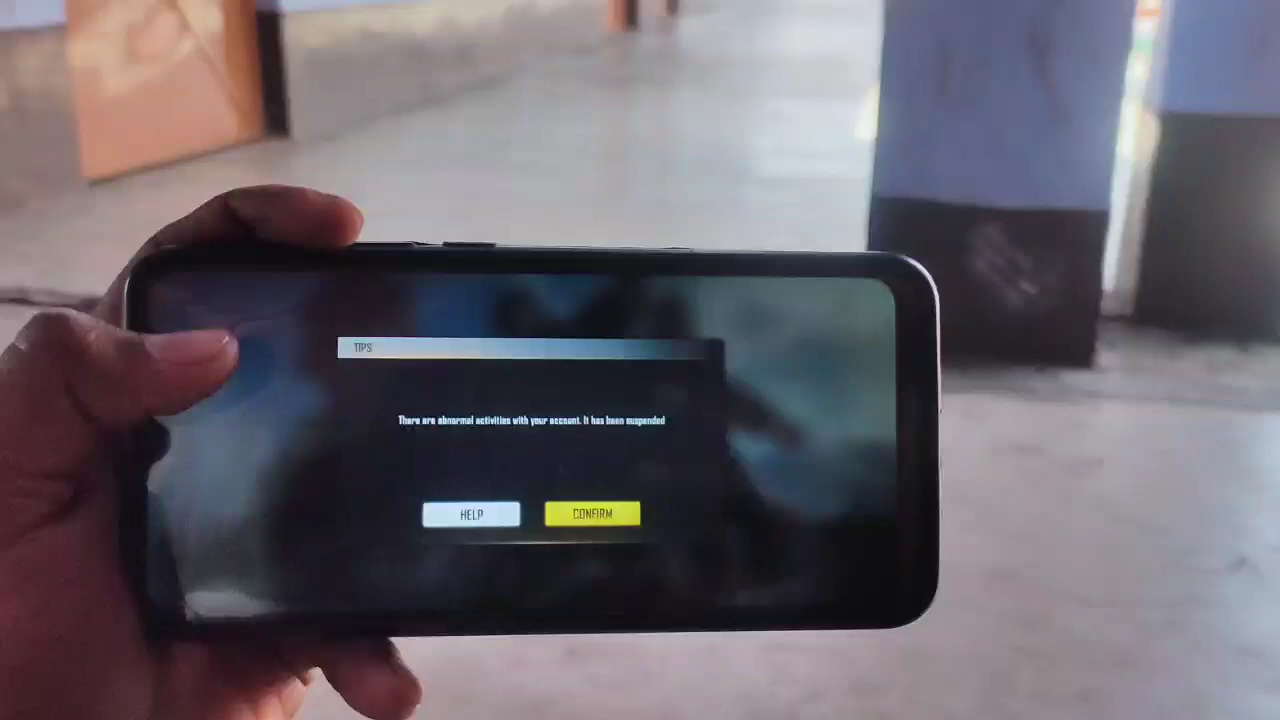 TIPS
There are abnormal activities with your account. It has been suspended
HELP
CONFIRM